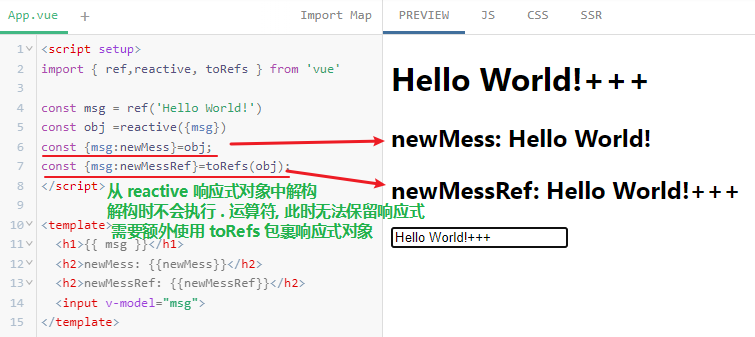 App.vue + Import Map
PREVIEW JS CSS SSR
1 <script setup>
2 import { ref,reactive, toRefs } from 'vue'
3
4 const msg = ref('Hello World!')
5 const obj =reactive({msg})
6 const {msg:newMess}=obj;
7 const {msg:newMessRef}=toRefs(obj);
8 </script>
9
10 <template>
11 <h1>{{ msg }}</h1>
12 <h2>newMess: {{newMess}}</h2>
13 <h2>newMessRef: {{newMessRef}}</h2>
14 <input v-model="msg">
15 </template>
从 reactive 响应式对象中解构
解构时不会执行 . 运算符, 此时无法保留响应式
需要额外使用 toRefs 包裹响应式对象
Hello World!+++
newMess: Hello World!
newMessRef: Hello World!+++
Hello World!+++